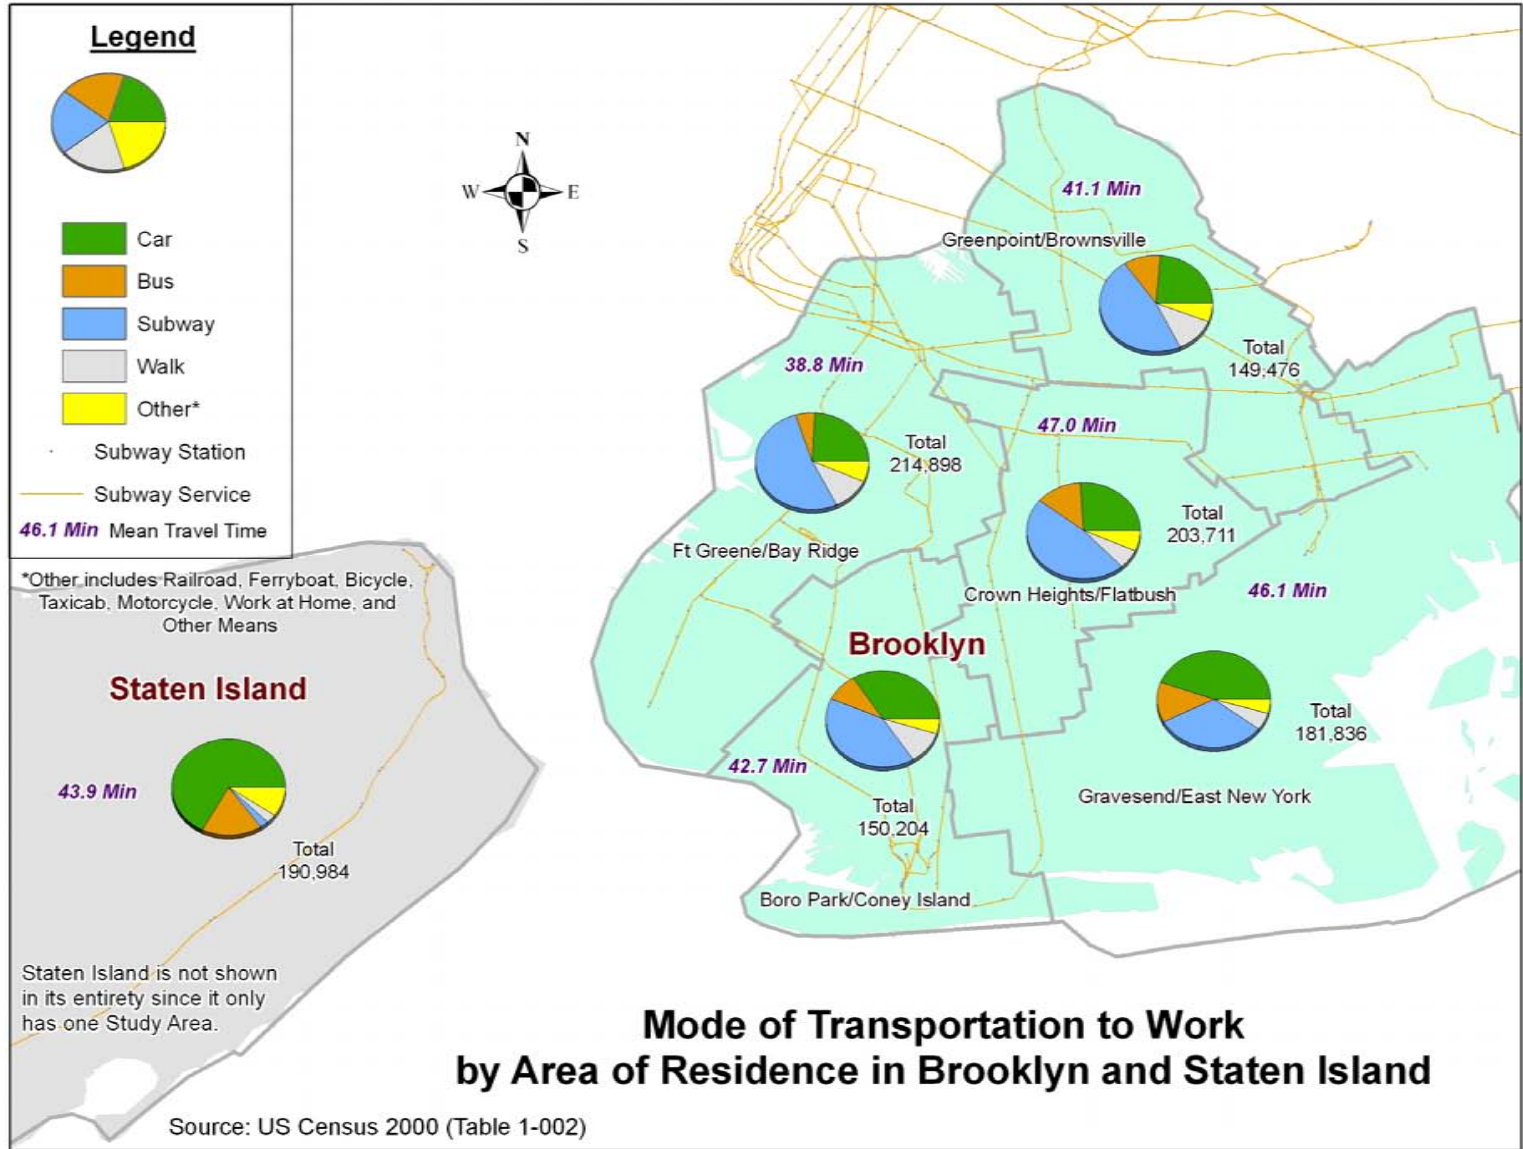 Legend
Car
Bus
Subway
Walk
Other*
Subway Station
Subway Service
46.1 Min Mean Travel Time
*Other includes Railroad, Ferryboat, Bicycle,
Taxicab, Motorcycle, Work at Home, and
Other Means
N
W E
S
41.1 Min
Greenpoint/Brownsville
Total
149,476
38.8 Min
Total
214,898
Ft Greene/Bay Ridge
47.0 Min
Total
203,711
Crown Heights/Flatbush
46.1 Min
Brooklyn
Total
181,836
Gravesend/East New York
42.7 Min
Total
150,204
Boro Park/Coney Island
Staten Island
43.9 Min
Total
190,984
Staten Island is not shown
in its entirety since it only
has one Study Area.
Mode of Transportation to Work
by Area of Residence in Brooklyn and Staten Island
Source: US Census 2000 (Table 1-002)